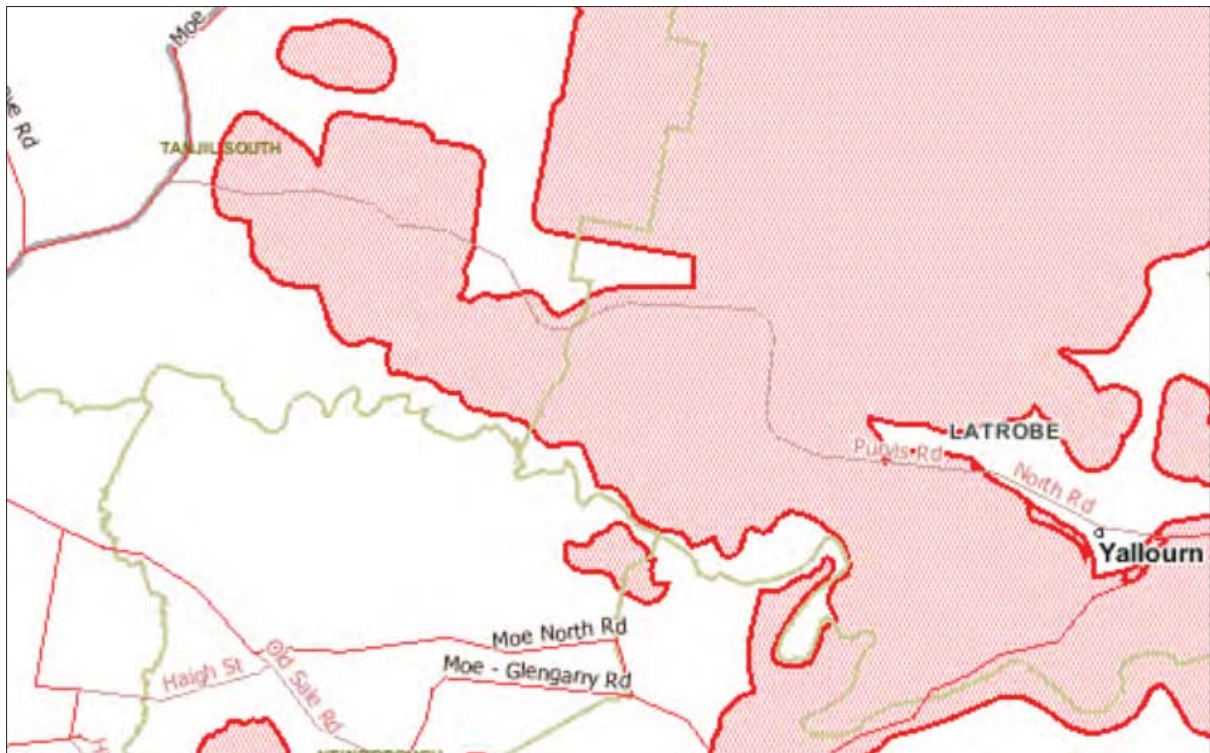 Moe
Rd
TANJIL SOUTH
LATROBE
Purvis Rd
North Rd
Yallourn
Moe North Rd
Haigh St
Old Sale Rd
Moe - Glengarry Rd